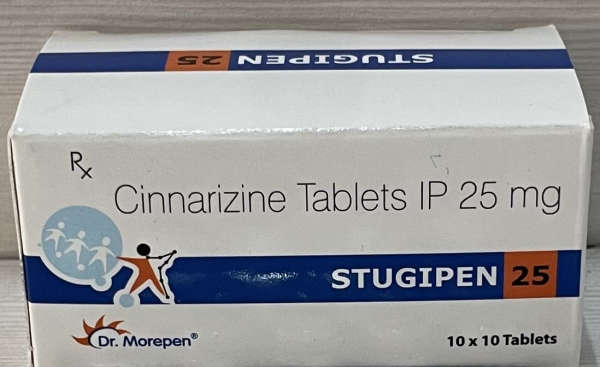 STUGIPEN 25
Rx
Cinnarizine Tablets IP 25 mg
STUGIPEN 25
Dr. Morepen®
10 x 10 Tablets